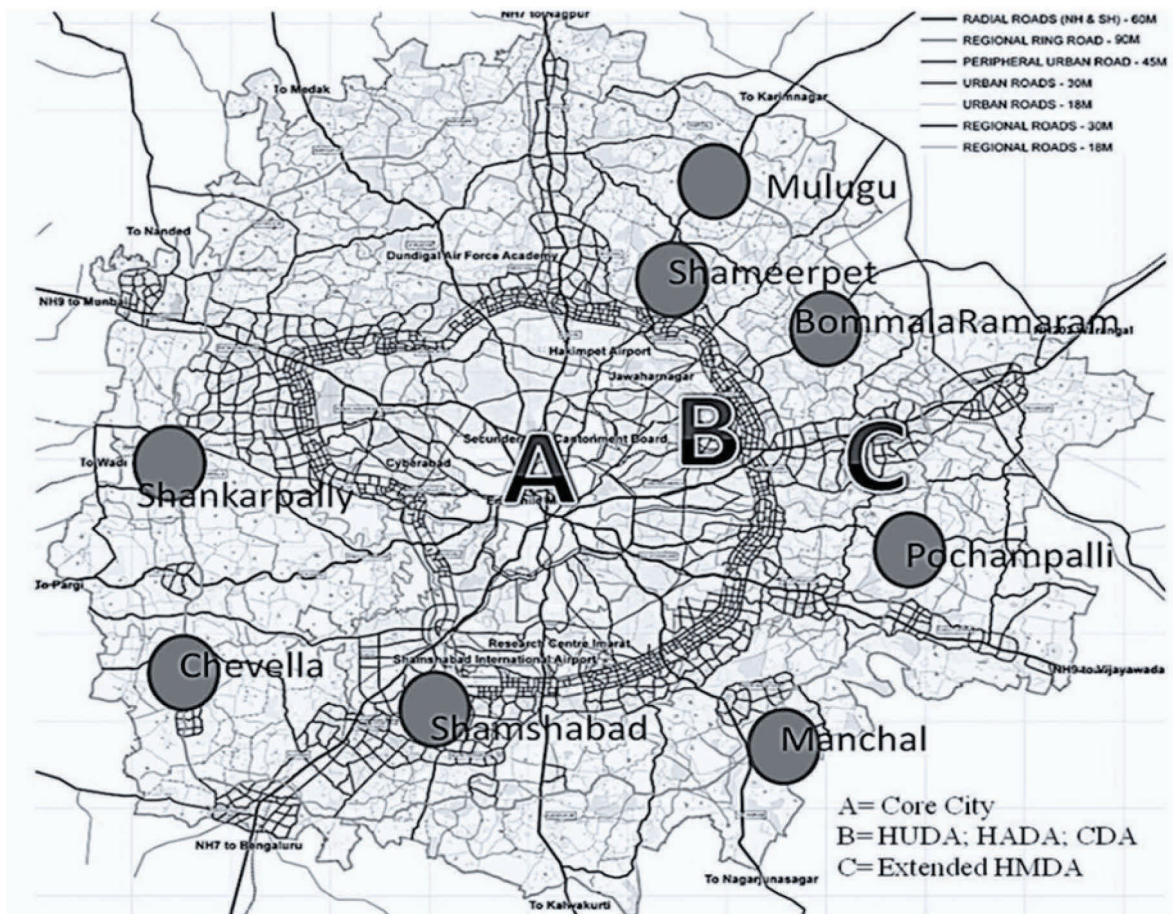 NH7 to Nagpur
RADIAL ROADS (NH & SH) - 60M
REGIONAL RING ROAD - 90M
PERIPHERAL URBAN ROAD - 45M
URBAN ROADS - 30M
URBAN ROADS - 18M
REGIONAL ROADS - 30M
REGIONAL ROADS - 18M
To Medak
To Karimnagar
Mulugu
To Nanded
Dundigal Air Force Academy
Shameerpet
NH9 to Mumbai
BommalaRamaram
Hakimpet Airport
Jawaharnagar
B
A
C
Cantonment Board
To Wadi
Cyberabad
Shankarpally
Pochampalli
To Pargi
Research Centre Imarat
Chevella
Shamshabad International Airport
NH9 to Vijayawada
Shamshabad
Manchal
A= Core City
B= HUDA; HADA; CDA
C= Extended HMDA
NH7 to Bengaluru
To Nagarjunasagar
To Kalwakurti